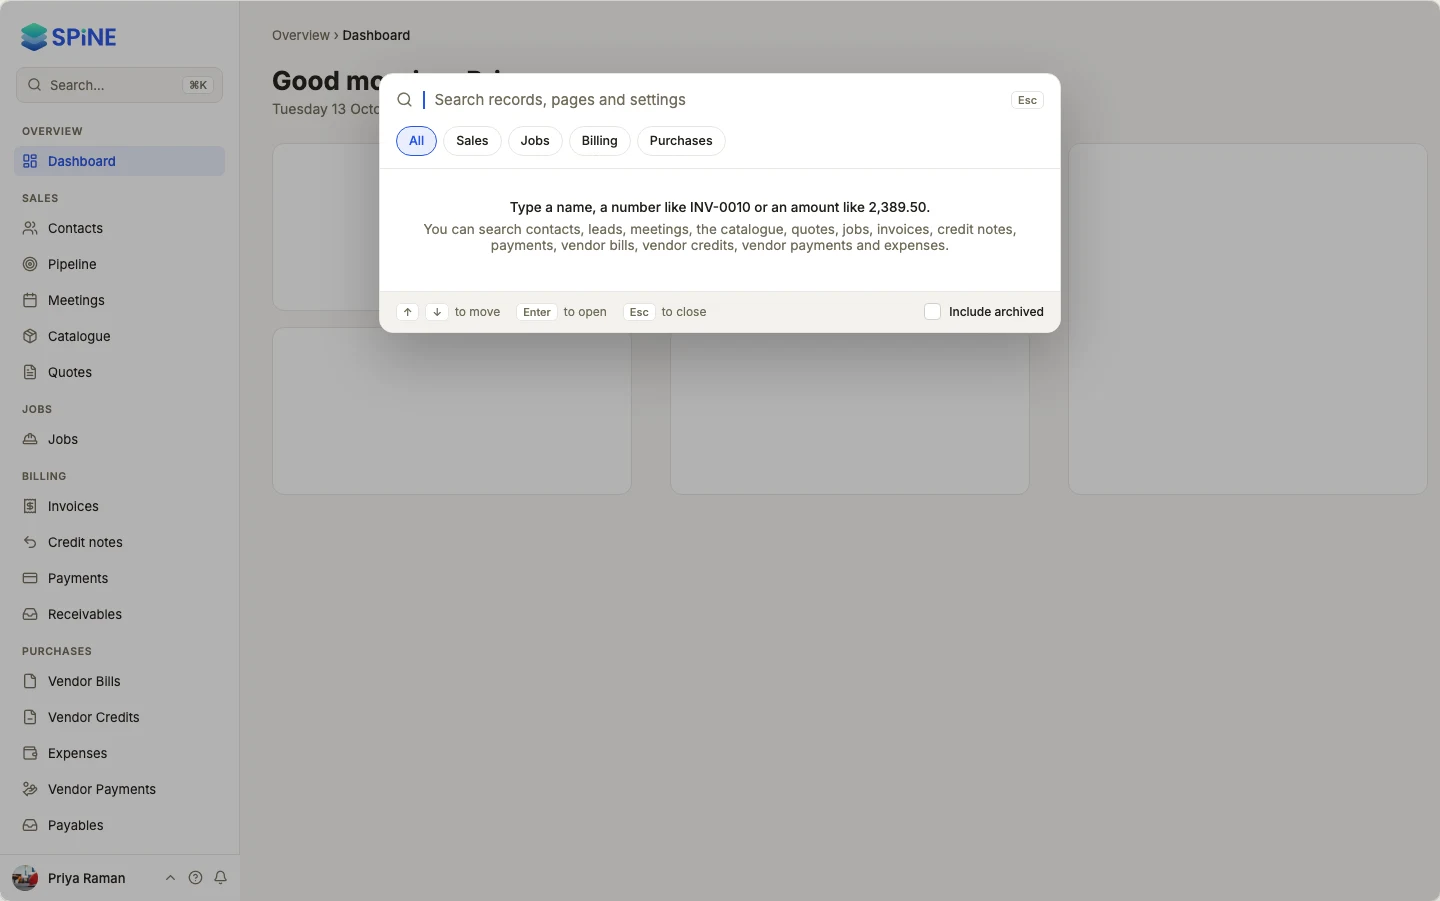 SPiNE
Search...
⌘K
OVERVIEW
Dashboard
SALES
Contacts
Pipeline
Meetings
Catalogue
Quotes
JOBS
Jobs
BILLING
Invoices
Credit notes
Payments
Receivables
PURCHASES
Vendor Bills
Vendor Credits
Expenses
Vendor Payments
Payables
Priya Raman
Overview › Dashboard
Good
Tuesday 13
Search records, pages and settings
Esc
All
Sales
Jobs
Billing
Purchases
Type a name, a number like INV-0010 or an amount like 2,389.50.
You can search contacts, leads, meetings, the catalogue, quotes, jobs, invoices, credit notes,
payments, vendor bills, vendor credits, vendor payments and expenses.
↑ ↓ to move Enter to open Esc to close
Include archived